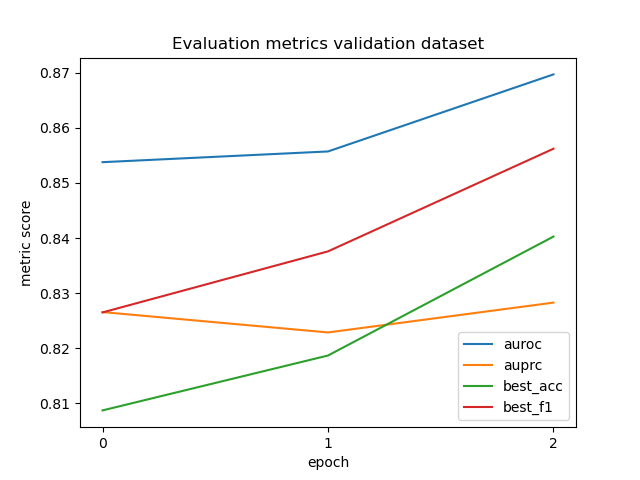 Evaluation metrics validation dataset
metric score
0.87
0.86
0.85
0.84
0.83
0.82
0.81
auroc
auprc
best_acc
best_f1
0 1 2
epoch